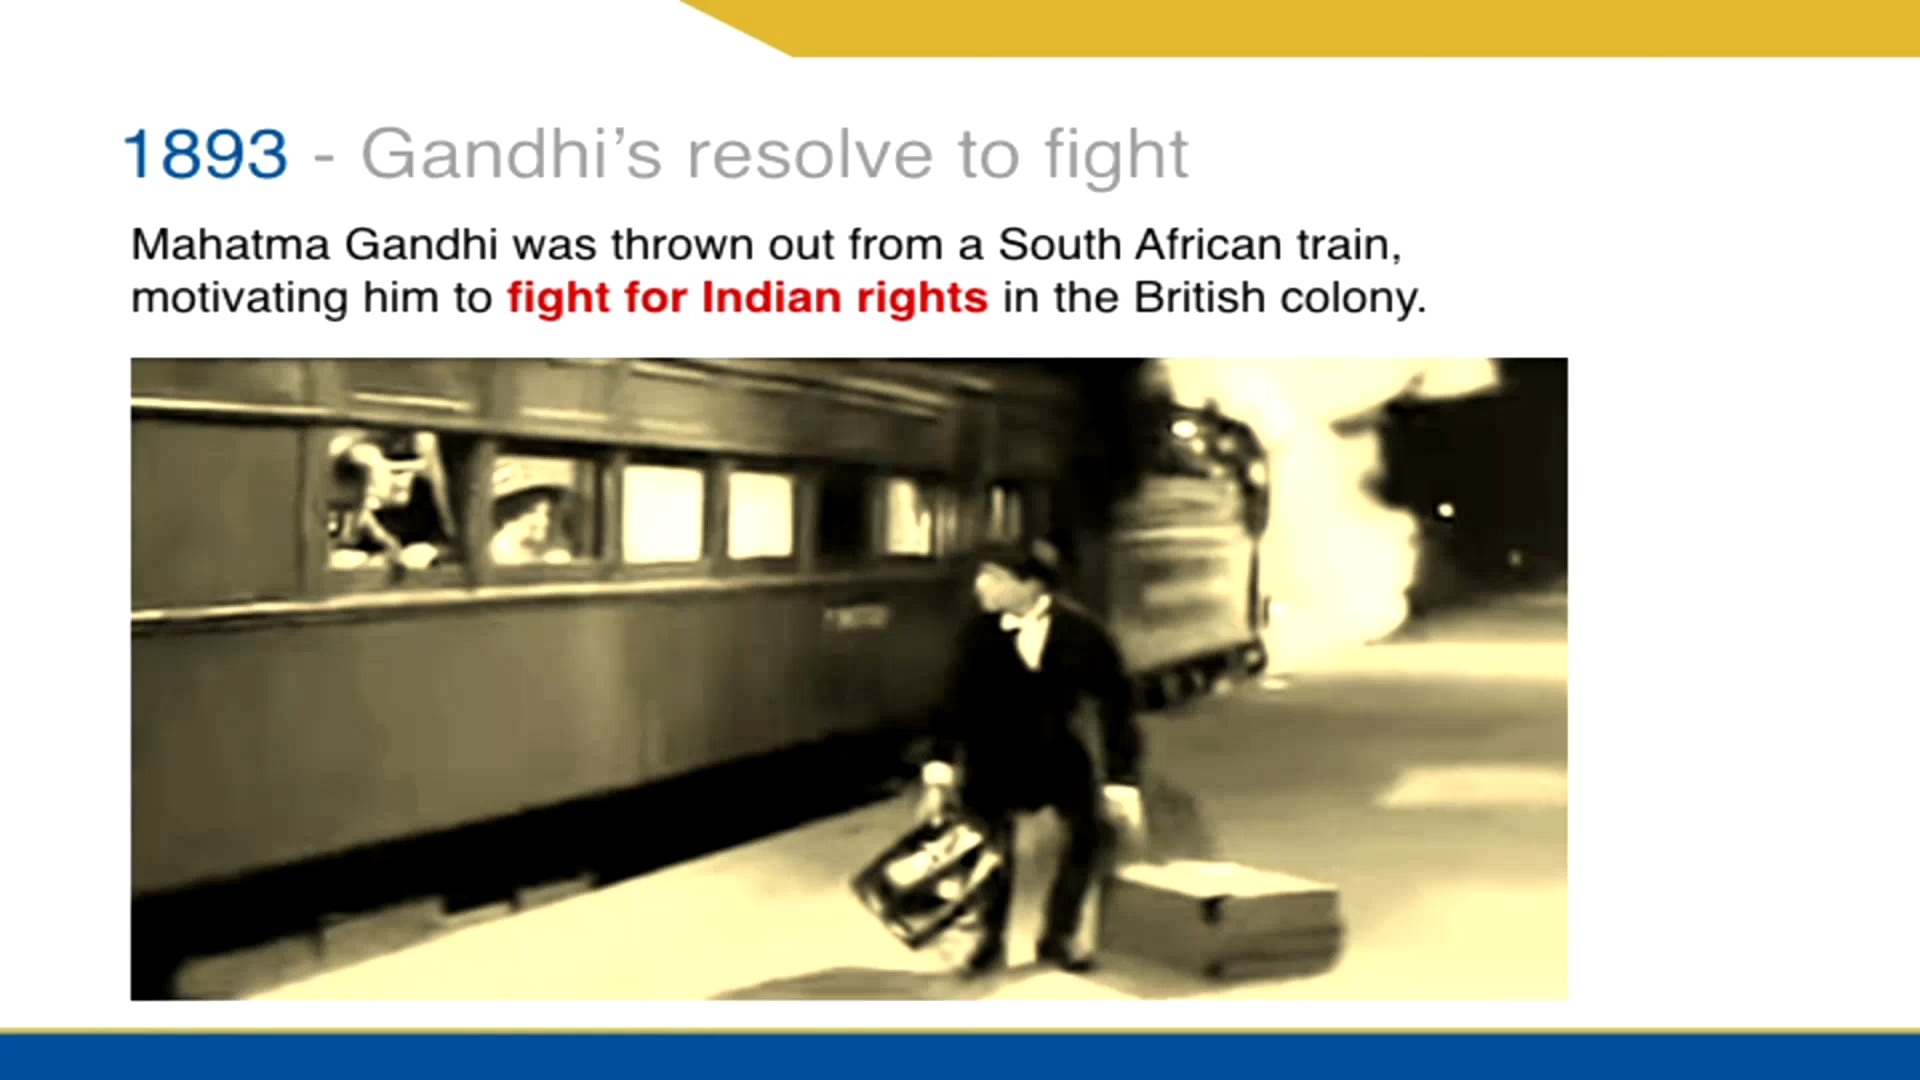 1893 - Gandhi’s resolve to fight
Mahatma Gandhi was thrown out from a South African train,
motivating him to fight for Indian rights in the British colony.